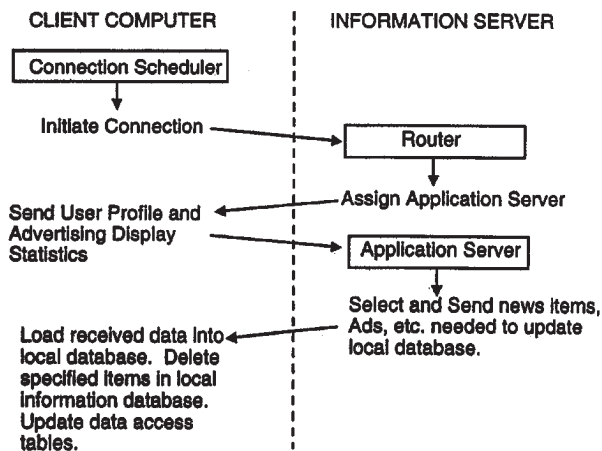 CLIENT COMPUTER
INFORMATION SERVER
Connection Scheduler
Initiate Connection
Router
Assign Application Server
Send User Profile and
Advertising Display
Statistics
Application Server
Select and Send news items,
Ads, etc. needed to update
local database.
Load received data into
local database. Delete
specified items in local
information database.
Update data access
tables.